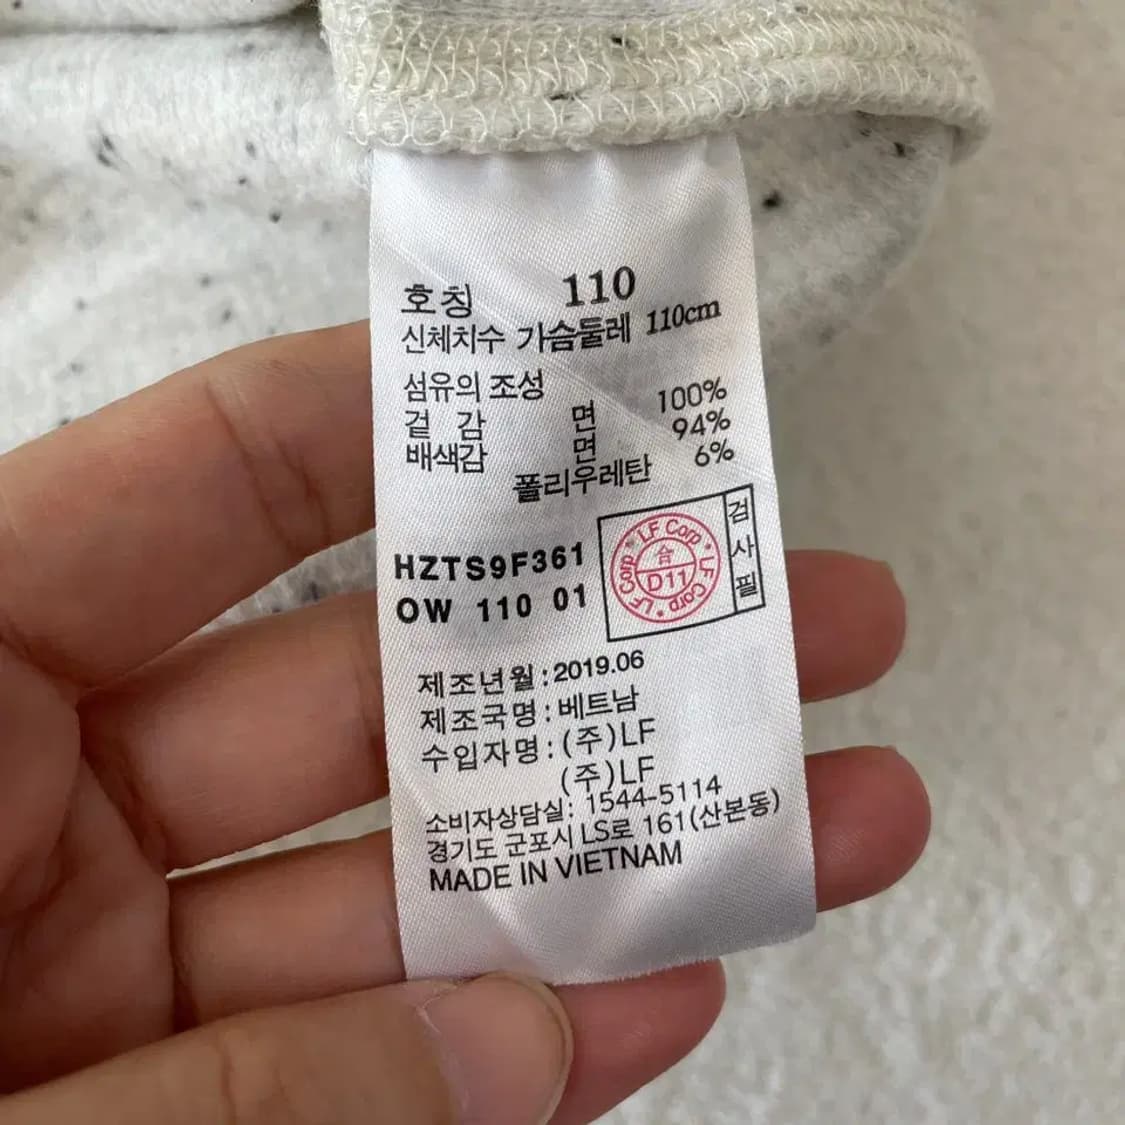 호칭 110
신체치수 가슴둘레 110cm
섬유의 조성
겉 감 면 100%
배색감 면 94%
폴리우레탄 6%
HZTS9F361
OW 110 01
LF Corp * LF Corp * LF Corp *
合
D11
검사필
제조년월:2019.06
제조국명:베트남
수입자명:(주)LF
(주)LF
소비자상담실: 1544-5114
경기도 군포시 LS로 161(산본동)
MADE IN VIETNAM